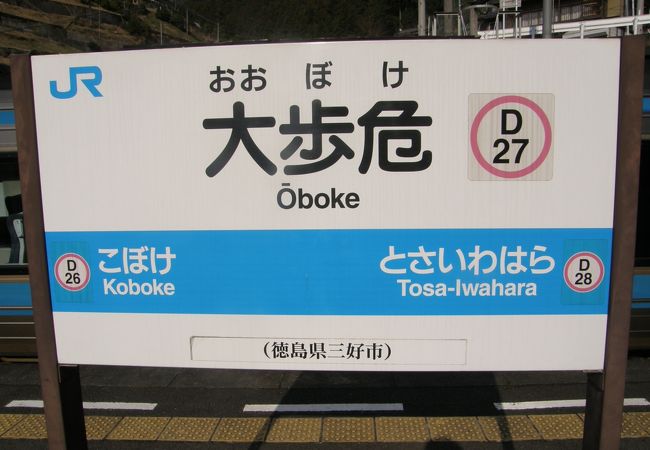 JR
おおぼけ
大歩危
Ōboke
D
27
D
26
こぼけ
Koboke
とさいわはら
Tosa-Iwahara
D
28
(徳島県三好市)